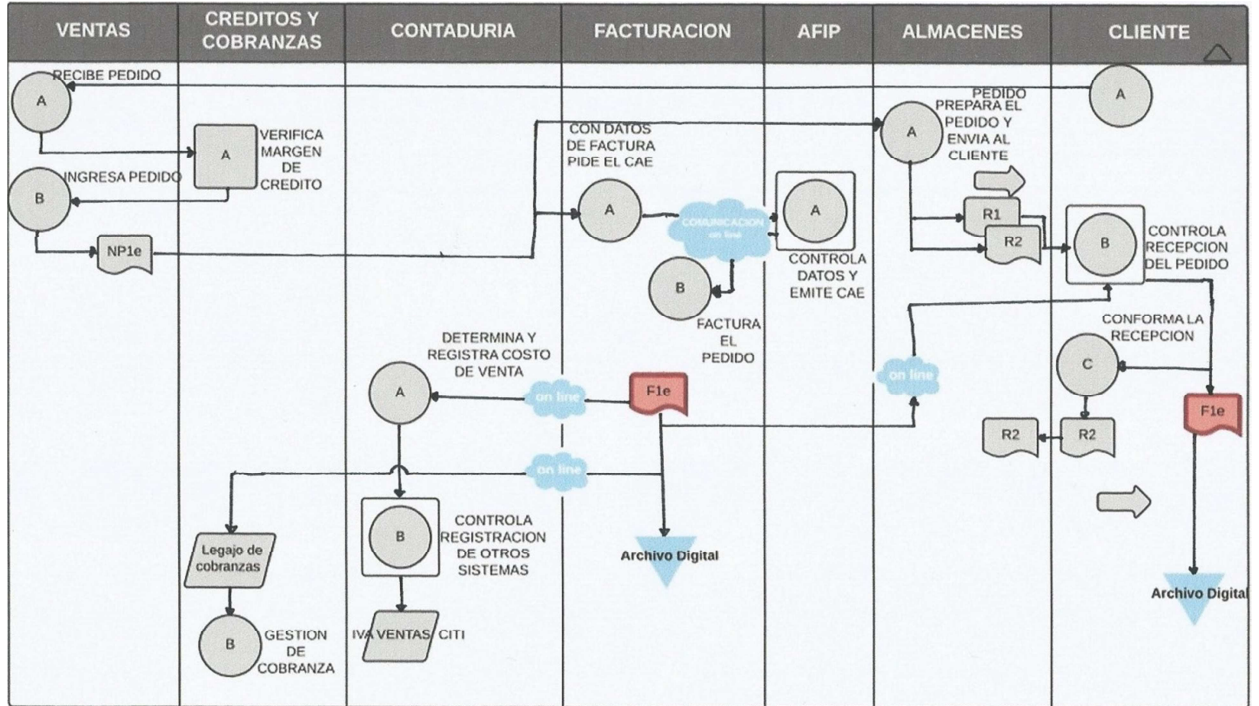 VENTAS
CREDITOS Y
COBRANZAS
CONTADURIA
FACTURACION
AFIP
ALMACENES
CLIENTE
RECIBE PEDIDO
A
A
VERIFICA
MARGEN
DE
CREDITO
B
INGRESA PEDIDO
NP1e
CON DATOS
DE FACTURA
PIDE EL CAE
A
COMUNICACION
on line
A
CONTROLA
DATOS Y
EMITE CAE
B
FACTURA
EL
PEDIDO
PEDIDO
A
PREPARA EL
PEDIDO Y
ENVIA AL
CLIENTE
A
R1
R2
B
CONTROLA
RECEPCION
DEL PEDIDO
CONFORMA LA
RECEPCION
C
R2
R2
F1e
Archivo Digital
on line
DETERMINA Y
REGISTRA COSTO
DE VENTA
A
on line
F1e
on line
Archivo Digital
B
CONTROLA
REGISTRACION
DE OTROS
SISTEMAS
IVA VENTAS CITI
Legajo de
cobranzas
B
GESTION
DE
COBRANZA